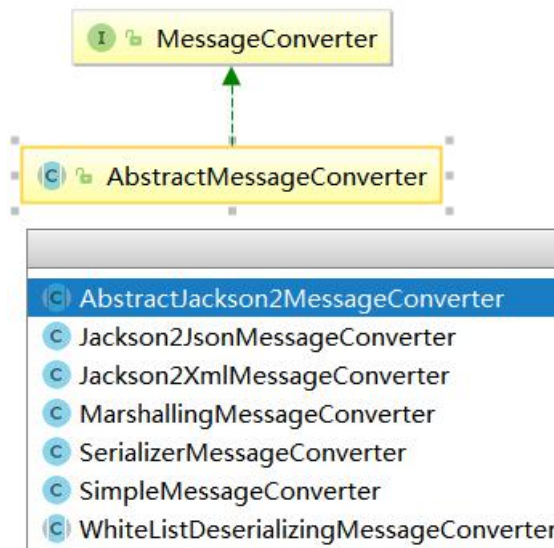 I MessageConverter
C AbstractMessageConverter
C AbstractJackson2MessageConverter
C Jackson2JsonMessageConverter
C Jackson2XmlMessageConverter
C MarshallingMessageConverter
C SerializerMessageConverter
C SimpleMessageConverter
C WhiteListDeserializingMessageConverter